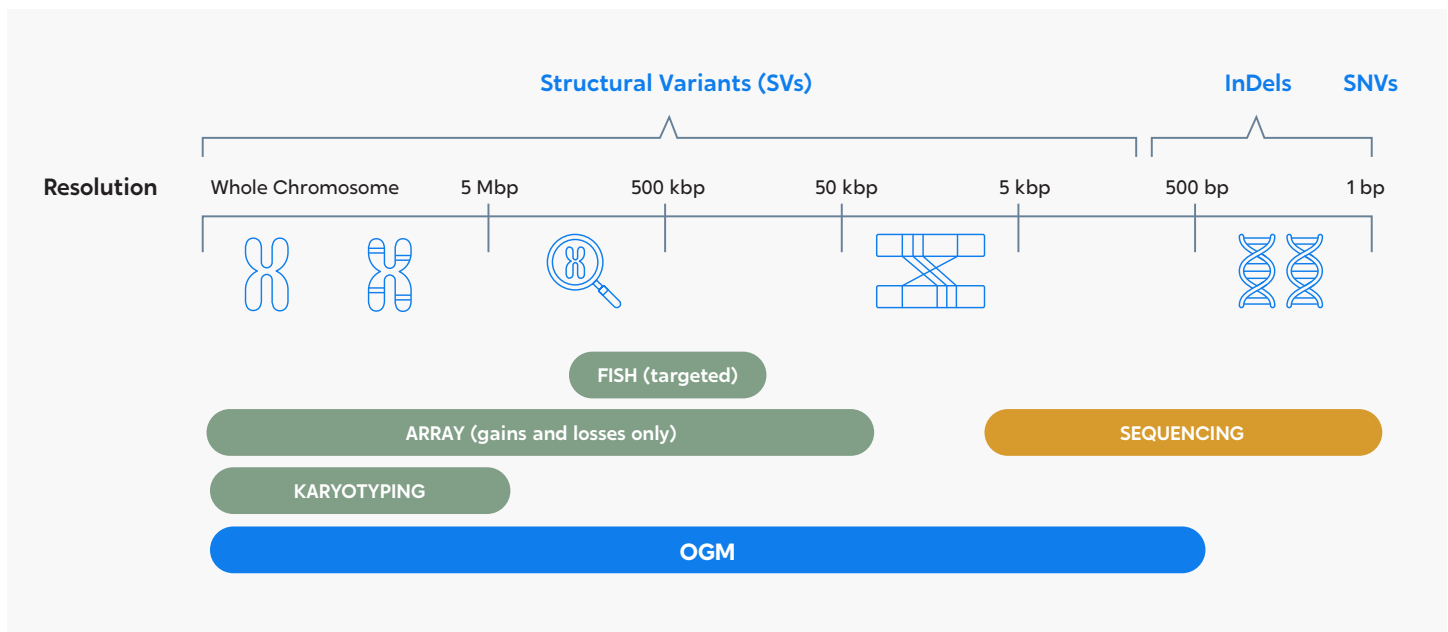 Structural Variants (SVs)
InDels
SNVs
Resolution
Whole Chromosome
5 Mbp
500 kbp
50 kbp
5 kbp
500 bp
1 bp
FISH (targeted)
ARRAY (gains and losses only)
SEQUENCING
KARYOTYPING
OGM